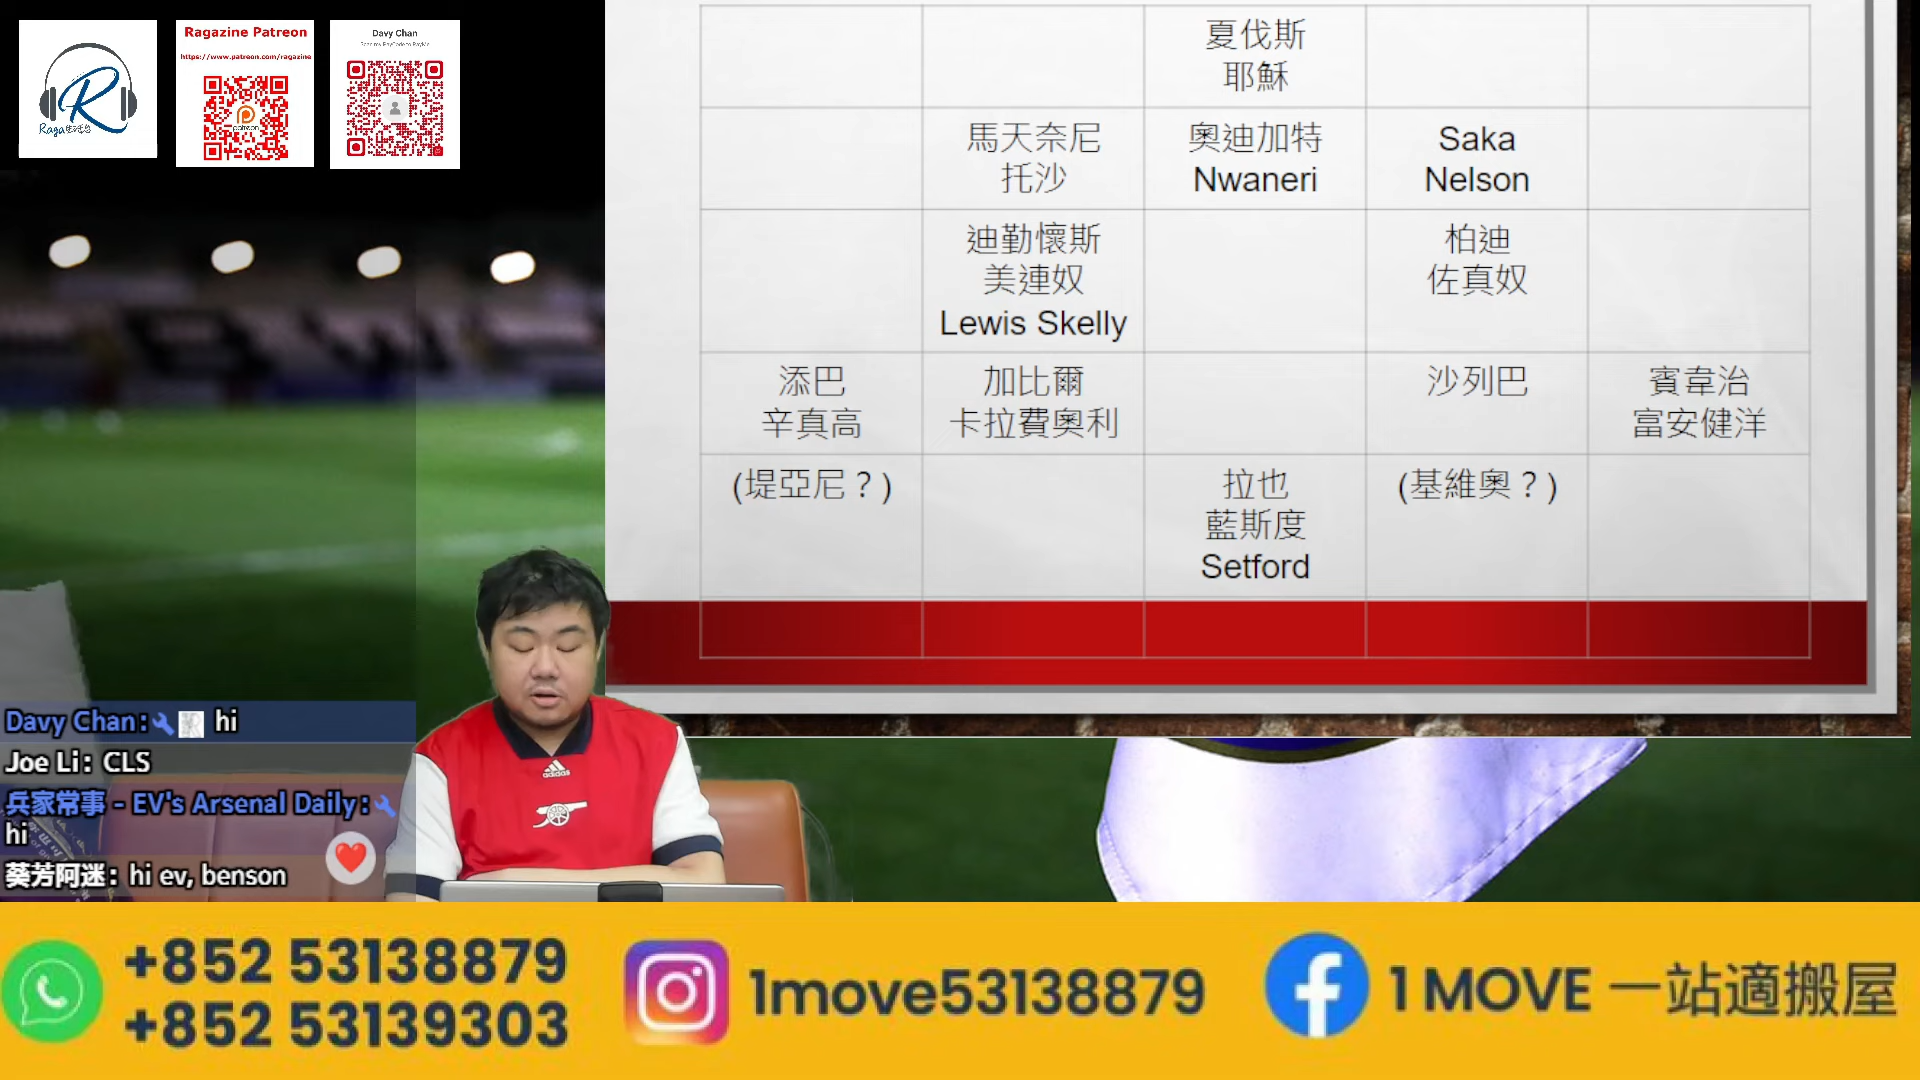 Ragazine Patreon
https://www.patreon.com/ragazine
patreon
Davy Chan
夏伐斯
耶穌
馬天奈尼
托沙
奧迪加特
Nwaneri
Saka
Nelson
迪勤懷斯
美連奴
Lewis Skelly
柏迪
佐真奴
添巴
辛真高
加比爾
卡拉費奧利
沙列巴
賓韋治
富安健洋
(堤亞尼？)
拉也
藍斯度
Setford
(基維奧？)
Davy Chan: hi
Joe Li: CLS
兵家常事 - EV's Arsenal Daily:
hi
葵芳阿迷: hi ev, benson
adidas
+852 53138879
+852 53139303
1move53138879
1 MOVE 一站適搬屋